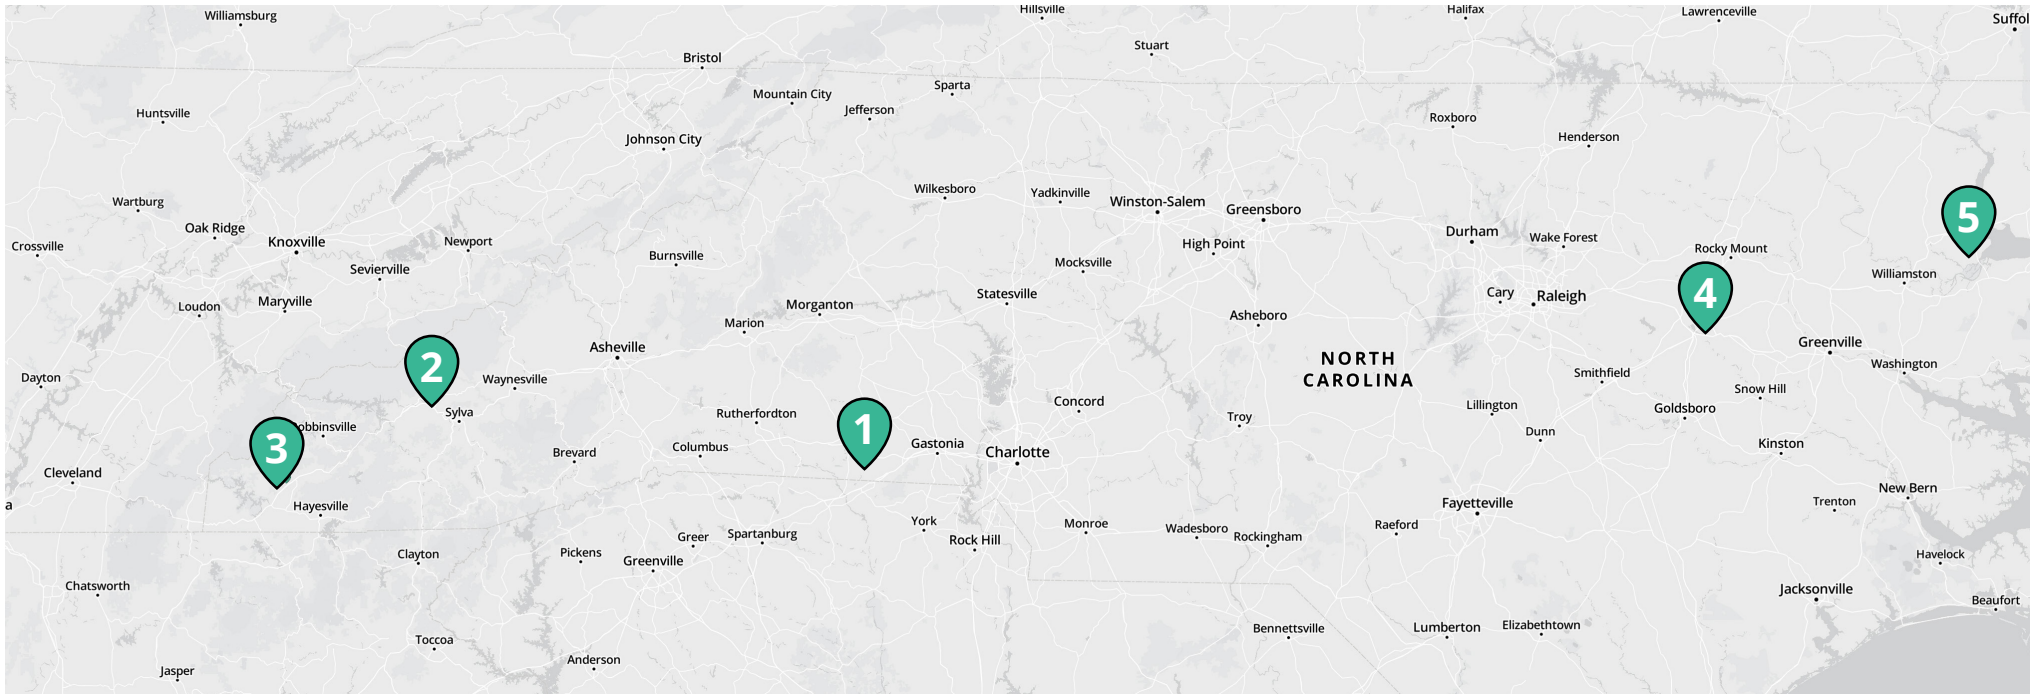 Williamsburg
Hillsville
Halifax
Lawrenceville
Suffol
Stuart
Bristol
Sparta
Mountain City
Jefferson
Huntsville
Roxboro
Johnson City
Henderson
Wilkesboro
Yadkinville
Wartburg
Winston-Salem
Greensboro
5
Oak Ridge
Knoxville
Newport
Durham
Wake Forest
Crossville
High Point
Rocky Mount
Burnsville
Mocksville
Sevierville
Williamston
Loudon
Maryville
Morganton
Statesville
Cary
Raleigh
4
Marion
Asheboro
Asheville
Greenville
NORTH
CAROLINA
2
Dayton
Waynesville
Smithfield
Washington
Snow Hill
Concord
Lillington
Goldsboro
Sylva
Rutherfordton
Troy
obbinsville
1
Dunn
3
Columbus
Gastonia
Charlotte
Brevard
Kinston
Cleveland
New Bern
a
Hayesville
Fayetteville
Trenton
York
Monroe
Wadesboro
Rockingham
Raeford
Greer
Spartanburg
Rock Hill
Clayton
Pickens
Greenville
Havelock
Chatsworth
Jacksonville
Beaufort
Toccoa
Bennettsville
Lumberton
Elizabethtown
Jasper
Anderson